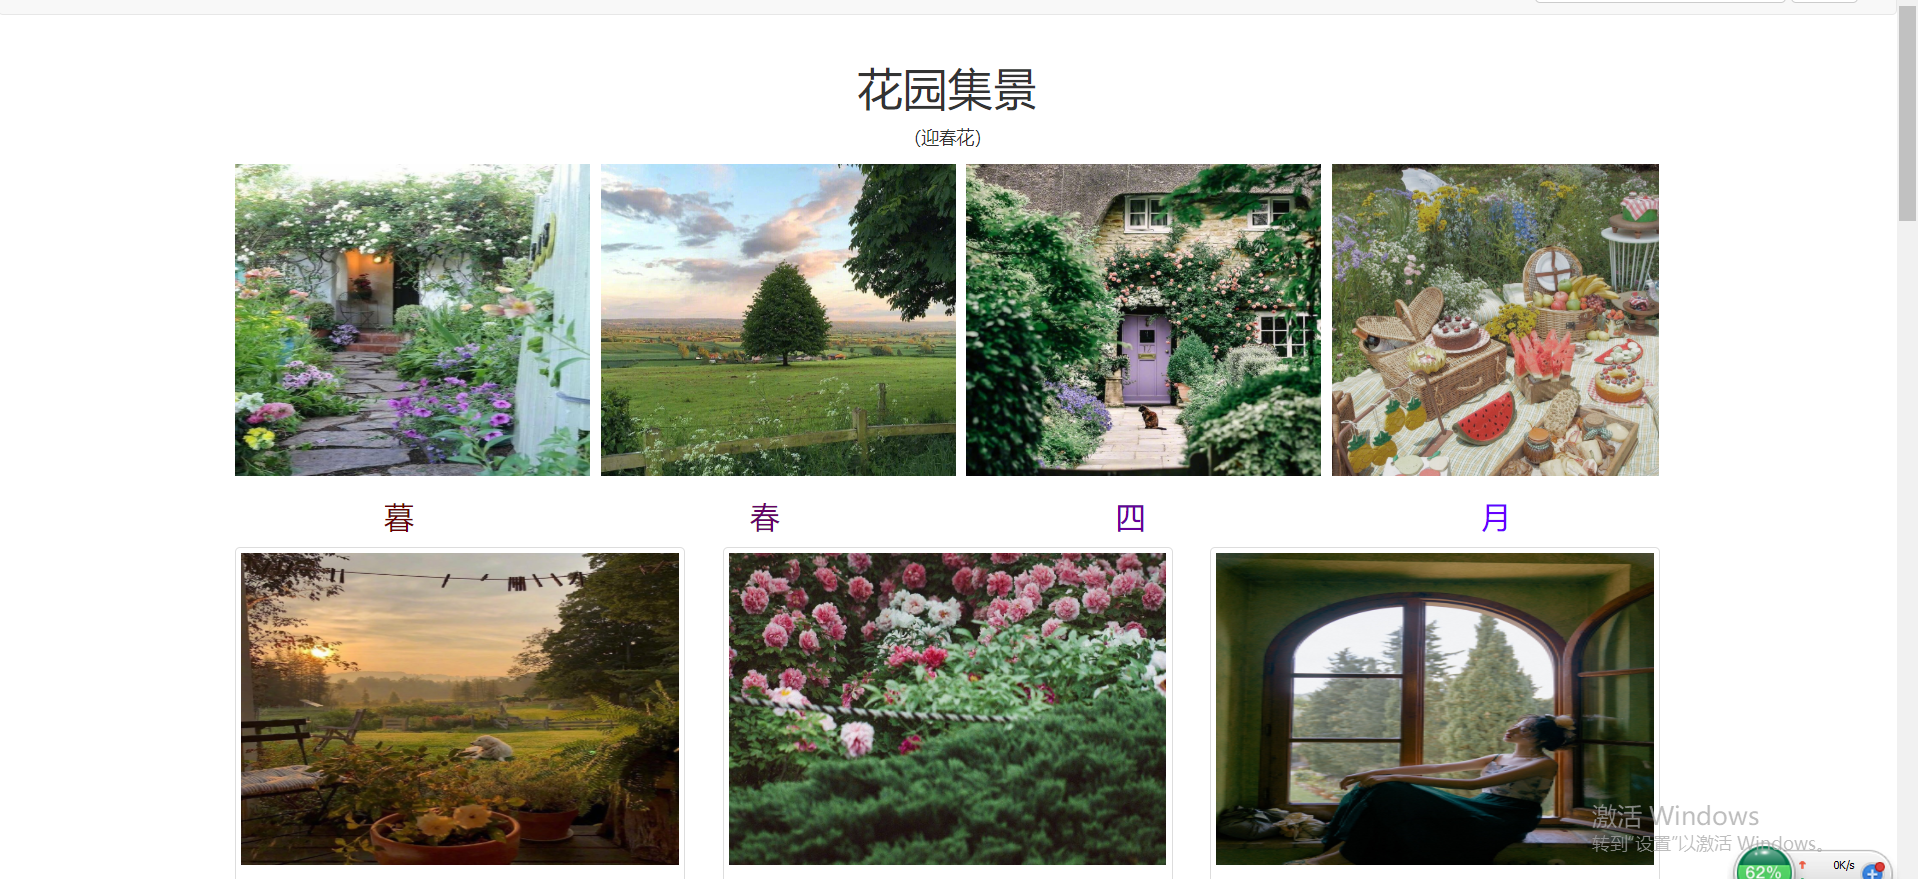 花园集景
(迎春花)
暮 春 四 月
激活 Windows
转到"设置"以激活 Windows。
62% 0K/s